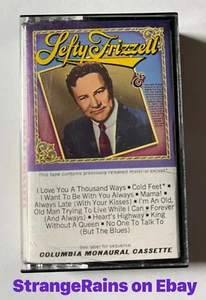 Lefty Frizzell
This tape contains previously released material except*.
I Love You A Thousand Ways • Cold Feet* •
I Want To Be With You Always • Mama! •
Always Late (With Your Kisses) • I'm An Old,
Old Man Trying To Live While I Can • Forever
(And Always) • Heart's Highway • King
Without A Queen • No One To Talk To
(But The Blues)
See label for sequence
COLUMBIA MONAURAL CASSETTE
StrangeRains on Ebay